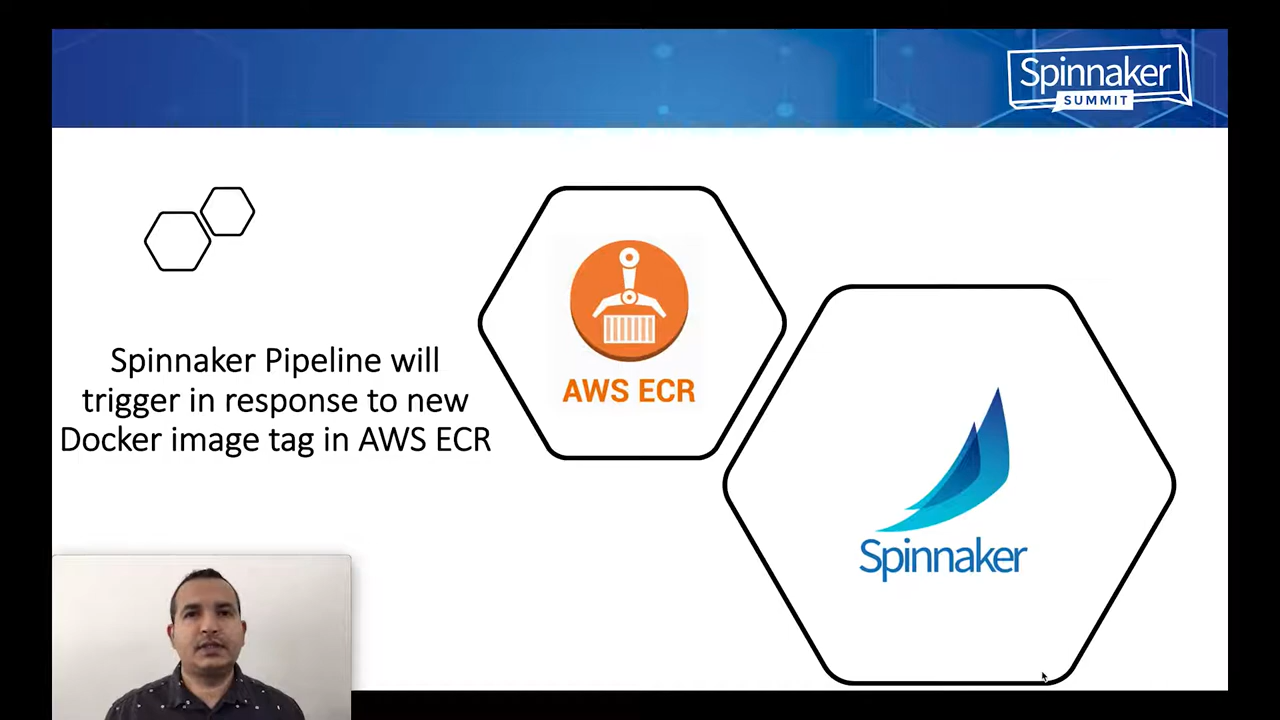 Spinnaker
SUMMIT
Spinnaker Pipeline will
trigger in response to new
Docker image tag in AWS ECR
AWS ECR
Spinnaker